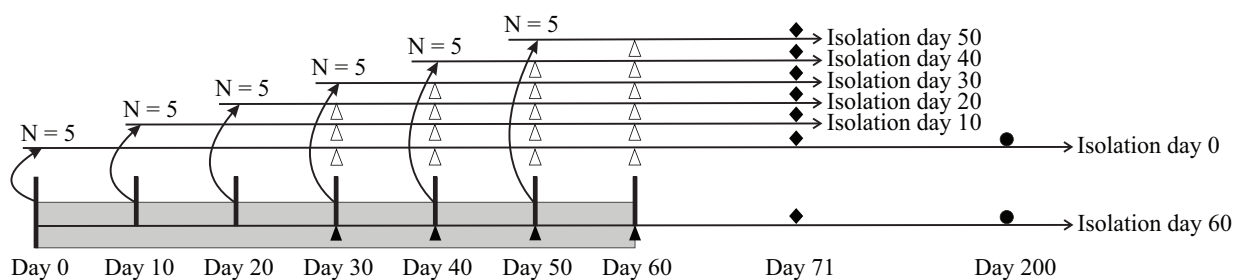 N = 5 Isolation day 50
N = 5 Isolation day 40
N = 5 Isolation day 30
N = 5 Isolation day 20
N = 5 Isolation day 10
N = 5 Isolation day 0
Isolation day 60
Day 0 Day 10 Day 20 Day 30 Day 40 Day 50 Day 60 Day 71 Day 200